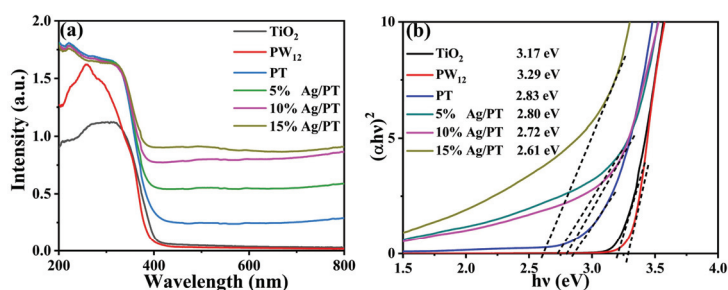 (a)
TiO2
PW12
PT
5% Ag/PT
10% Ag/PT
15% Ag/PT
2.0
1.5
1.0
0.5
0.0
Intensity (a.u.)
200 400 600 800
Wavelength (nm)
(b)
TiO2 3.17 eV
PW12 3.29 eV
PT 2.83 eV
5% Ag/PT 2.80 eV
10% Ag/PT 2.72 eV
15% Ag/PT 2.61 eV
10
5
0
(αhν)2
1.5 2.0 2.5 3.0 3.5 4.0
hν (eV)